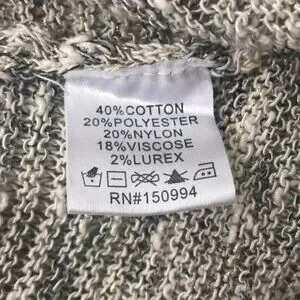 40%COTTON
20%POLYESTER
20%NYLON
18%VISCOSE
2%LUREX
RN#150994